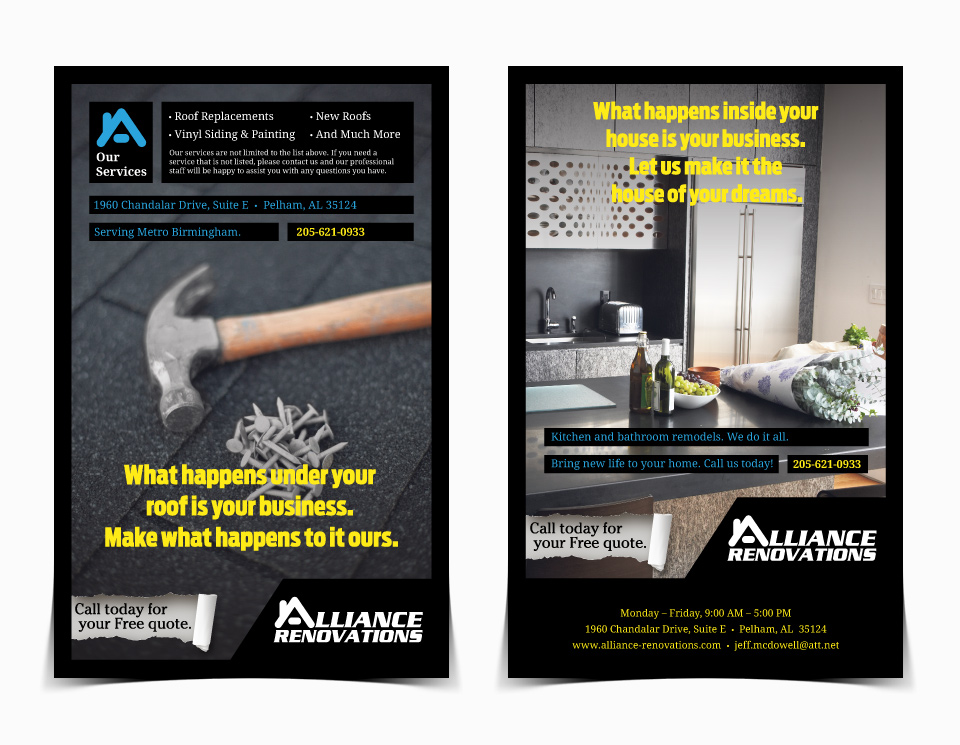 • Roof Replacements
• New Roofs
• Vinyl Siding & Painting
• And Much More
Our
Services
Our services are not limited to the list above. If you need a
service that is not listed, please contact us and our professional
staff will be happy to assist you with any questions you have.
1960 Chandalar Drive, Suite E • Pelham, AL 35124
Serving Metro Birmingham.
205-621-0933
What happens under your
roof is your business.
Make what happens to it ours.
Call today for
your Free quote.
ALLIANCE
RENOVATIONS
What happens inside your
house is your business.
Let us make it the
house of your dreams.
Kitchen and bathroom remodels. We do it all.
Bring new life to your home. Call us today!
205-621-0933
Call today for
your Free quote.
ALLIANCE
RENOVATIONS
Monday – Friday, 9:00 AM – 5:00 PM
1960 Chandalar Drive, Suite E • Pelham, AL 35124
www.alliance-renovations.com • jeff.mcdowell@att.net